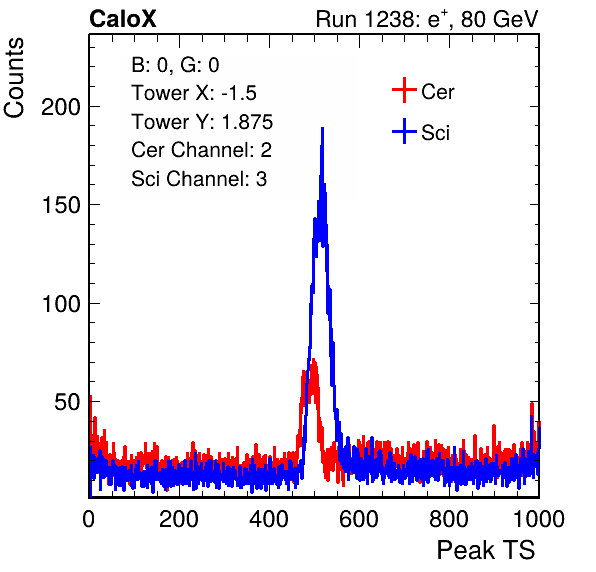 CaloX Run 1238: e+, 80 GeV
B: 0, G: 0
Tower X: -1.5
Tower Y: 1.875
Cer Channel: 2
Sci Channel: 3
Cer
Sci
Counts
200
150
100
50
0 200 400 600 800 1000
Peak TS